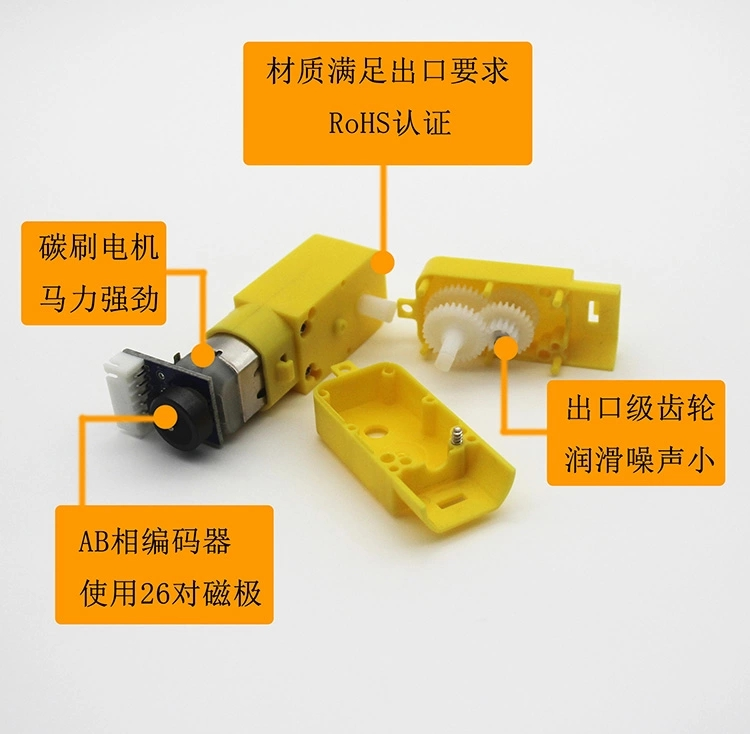 材质满足出口要求
RoHS认证
碳刷电机
马力强劲
出口级齿轮
润滑噪声小
AB相编码器
使用26对磁极